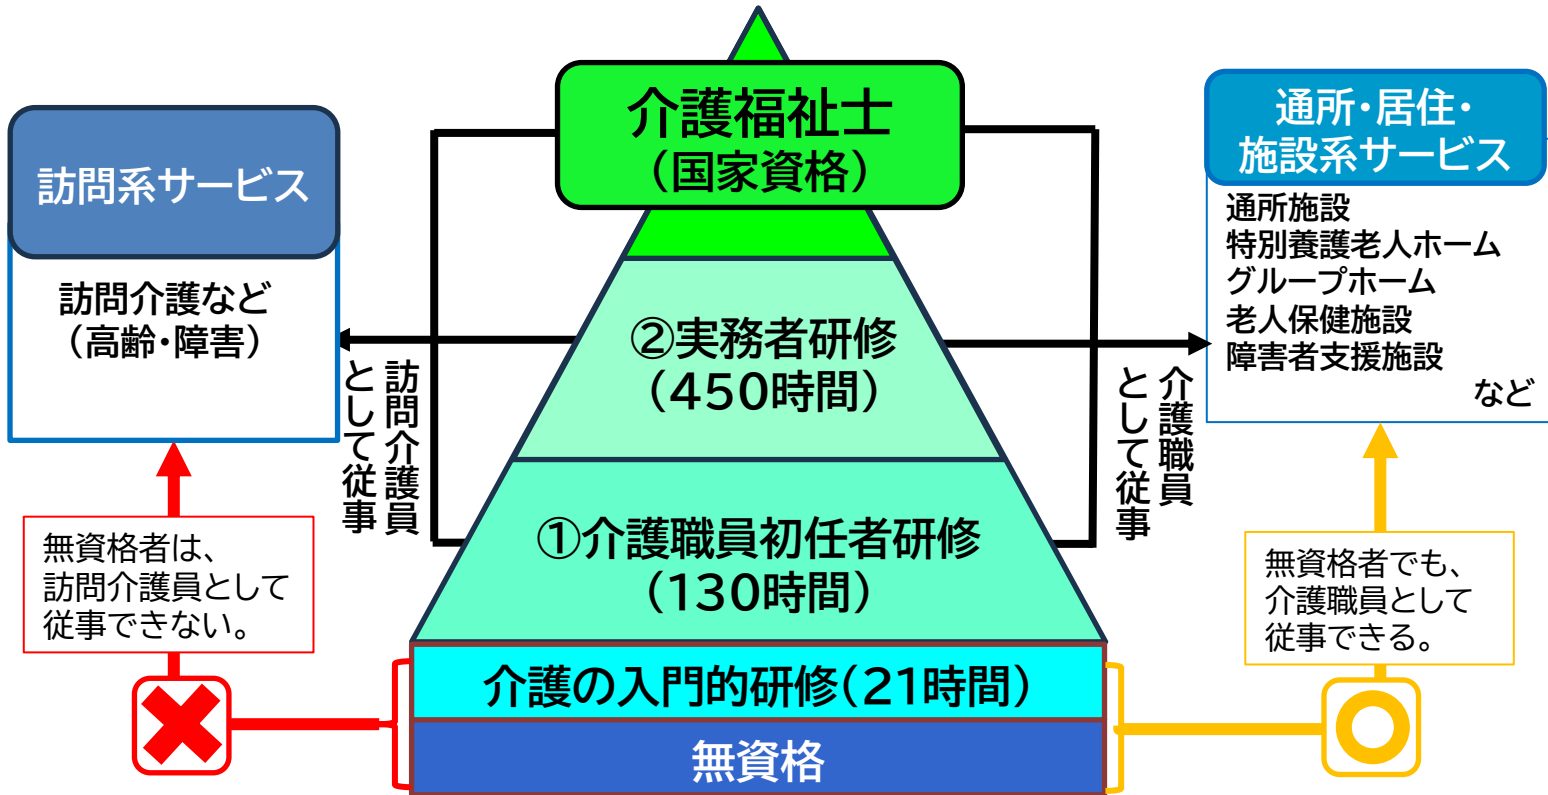 介護福祉士
（国家資格）
訪問系サービス
訪問介護など
（高齢・障害）
通所・居住・
施設系サービス
通所施設
特別養護老人ホーム
グループホーム
老人保健施設
障害者支援施設
など
②実務者研修
（450時間）
訪問介護員
として従事
介護職員
として従事
①介護職員初任者研修
（130時間）
無資格者は、
訪問介護員として
従事できない。
無資格者でも、
介護職員として
従事できる。
介護の入門的研修（21時間）
無資格